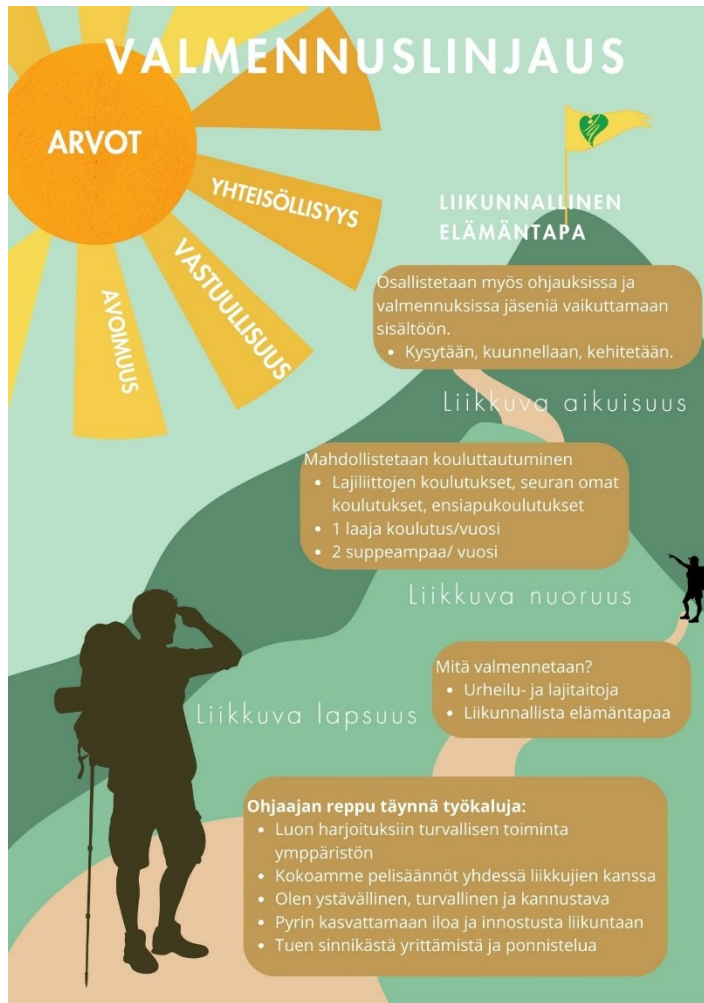 VALMENNUSLINJAUS
ARVOT
YHTEISÖLLISYYS
VASTUULLISUUS
AVOIMUUS
LIIKUNNALLINEN
ELÄMÄNTAPA
Osallistetaan myös ohjauksissa ja
valmennuksissa jäseniä vaikuttamaan
sisältöön.
• Kysytään, kuunnellaan, kehitetään.
Liikkuva aikuisuus
Mahdollistetaan kouluttautuminen
• Lajiliittojen koulutukset, seuran omat
koulutukset, ensiapukoulutukset
• 1 laaja koulutus/vuosi
• 2 suppeampaa/ vuosi
Liikkuva nuoruus
Mitä valmennetaan?
• Urheilu- ja lajitaitoja
• Liikunnallista elämäntapaa
Liikkuva lapsuus
Ohjaajan reppu täynnä työkaluja:
• Luon harjoituksiin turvallisen toiminta
ymppäristön
• Kokoamme pelisäännöt yhdessä liikkujien kanssa
• Olen ystävällinen, turvallinen ja kannustava
• Pyrin kasvattamaan iloa ja innostusta liikuntaan
• Tuen sinnikästä yrittämistä ja ponnistelua